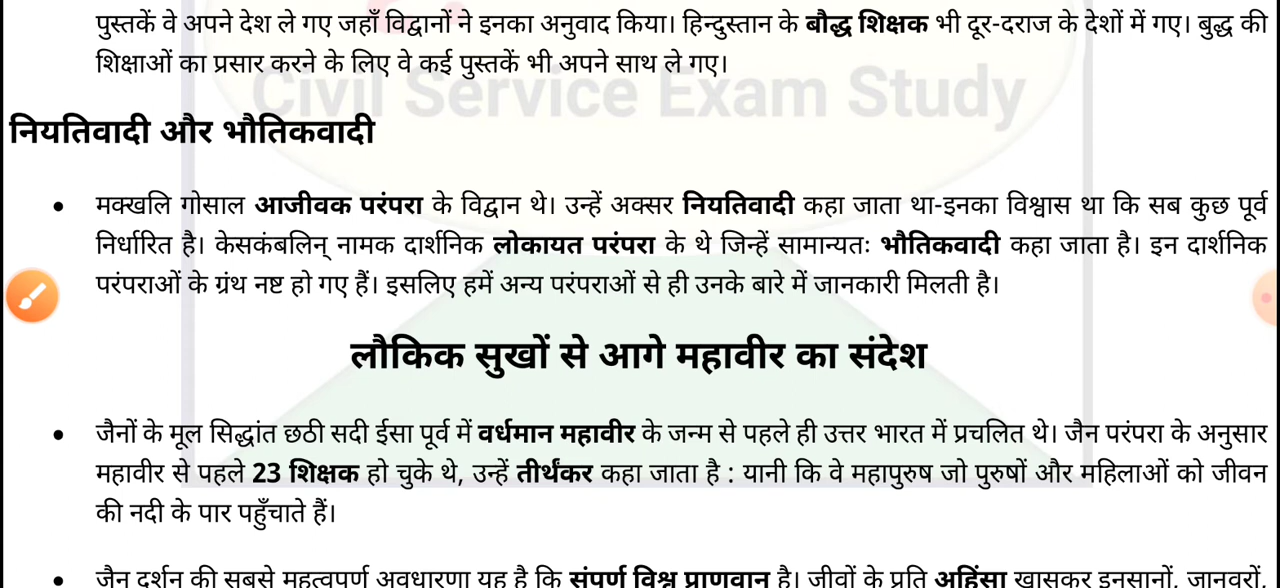 पुस्तकें वे अपने देश ले गए जहाँ विद्वानों ने इनका अनुवाद किया। हिन्दुस्तान के बौद्ध शिक्षक भी दूर-दराज के देशों में गए। बुद्ध की
शिक्षाओं का प्रसार करने के लिए वे कई पुस्तकें भी अपने साथ ले गए।
Civil Service Exam Study
नियतिवादी और भौतिकवादी
• मक्खलि गोसाल आजीवक परंपरा के विद्वान थे। उन्हें अक्सर नियतिवादी कहा जाता था-इनका विश्वास था कि सब कुछ पूर्व
निर्धारित है। केसकंबलिन् नामक दार्शनिक लोकायत परंपरा के थे जिन्हें सामान्यतः भौतिकवादी कहा जाता है। इन दार्शनिक
परंपराओं के ग्रंथ नष्ट हो गए हैं। इसलिए हमें अन्य परंपराओं से ही उनके बारे में जानकारी मिलती है।
लौकिक सुखों से आगे महावीर का संदेश
• जैनों के मूल सिद्धांत छठी सदी ईसा पूर्व में वर्धमान महावीर के जन्म से पहले ही उत्तर भारत में प्रचलित थे। जैन परंपरा के अनुसार
महावीर से पहले 23 शिक्षक हो चुके थे, उन्हें तीर्थंकर कहा जाता है : यानी कि वे महापुरुष जो पुरुषों और महिलाओं को जीवन
की नदी के पार पहुँचाते हैं।
• जैन दर्शन की सबसे महत्वपूर्ण अवधारणा यह है कि संपूर्ण विश्व प्राणवान है। जीवों के प्रति अहिंसा खासकर इनसानों, जानवरों,